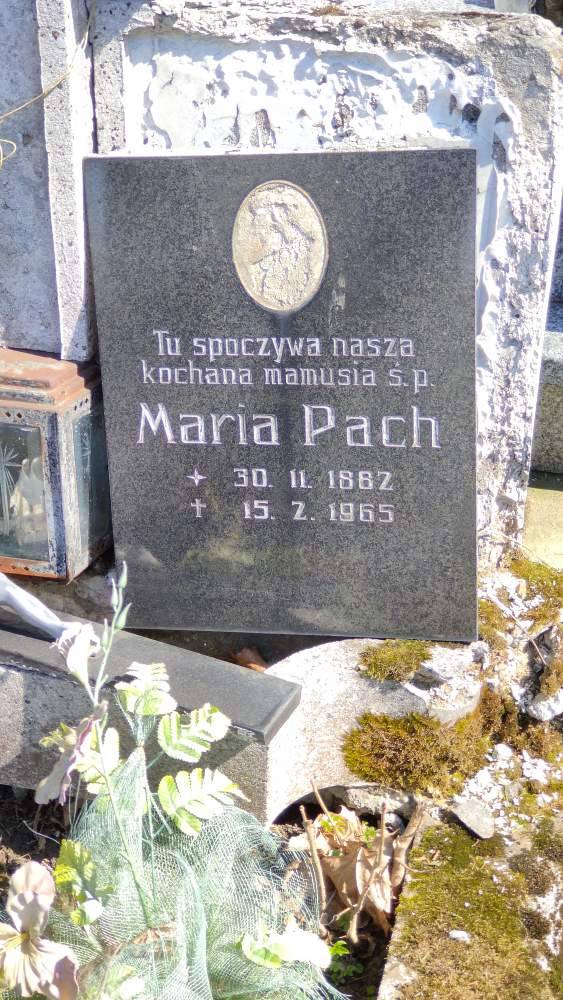 Tu spoczywa nasza
kochana mamusia ś.p.
Maria Pach
✦ 30. 11. 1882
✝ 15. 2. 1965